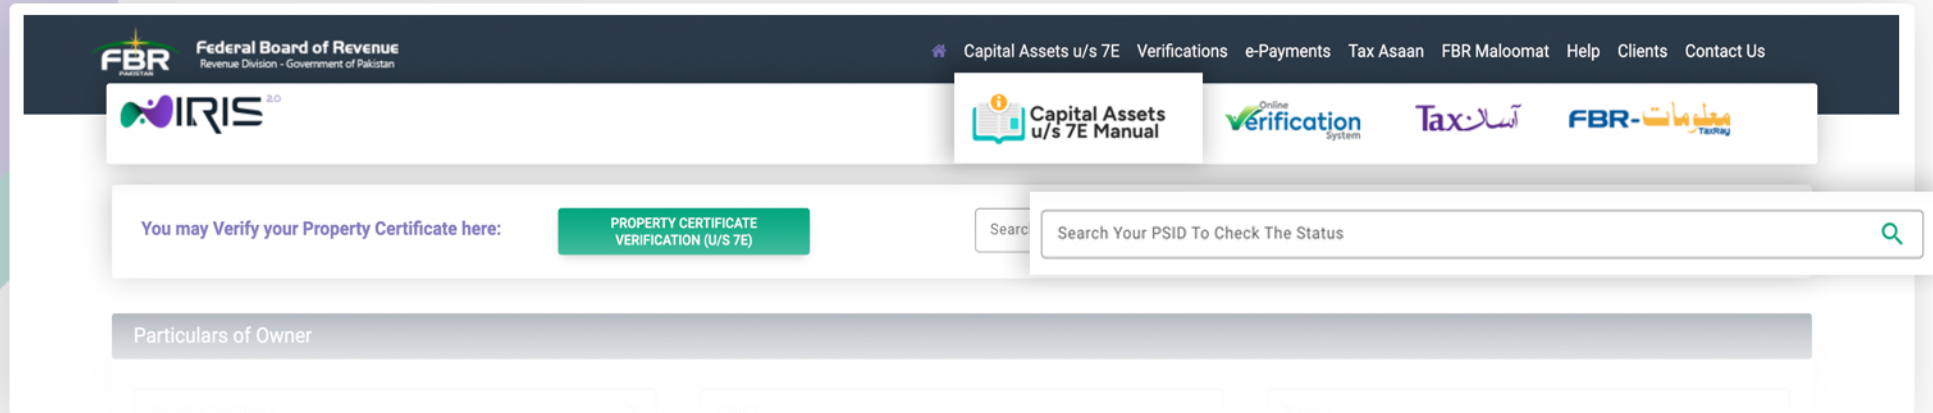 FBR
PAKISTAN
Federal Board of Revenue
Revenue Division - Government of Pakistan
Capital Assets u/s 7E Verifications e-Payments Tax Asaan FBR Maloomat Help Clients Contact Us
IRIS 2.0
Capital Assets
u/s 7E Manual
Online
Verification
System
Tax آسان
FBR-معلومات
TaxRay
You may Verify your Property Certificate here:
PROPERTY CERTIFICATE
VERIFICATION (U/S 7E)
Searc
Search Your PSID To Check The Status
Particulars of Owner